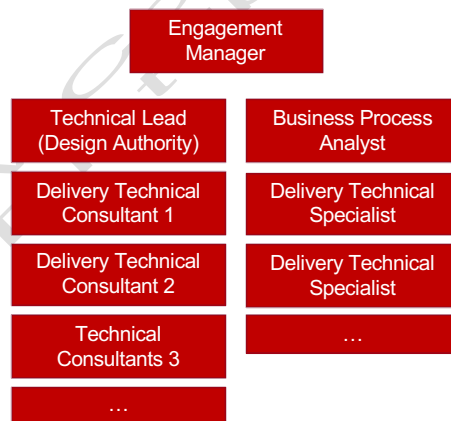 Engagement
Manager
Technical Lead
(Design Authority)
Business Process
Analyst
Delivery Technical
Consultant 1
Delivery Technical
Specialist
Delivery Technical
Consultant 2
Delivery Technical
Specialist
Technical
Consultants 3
…
…